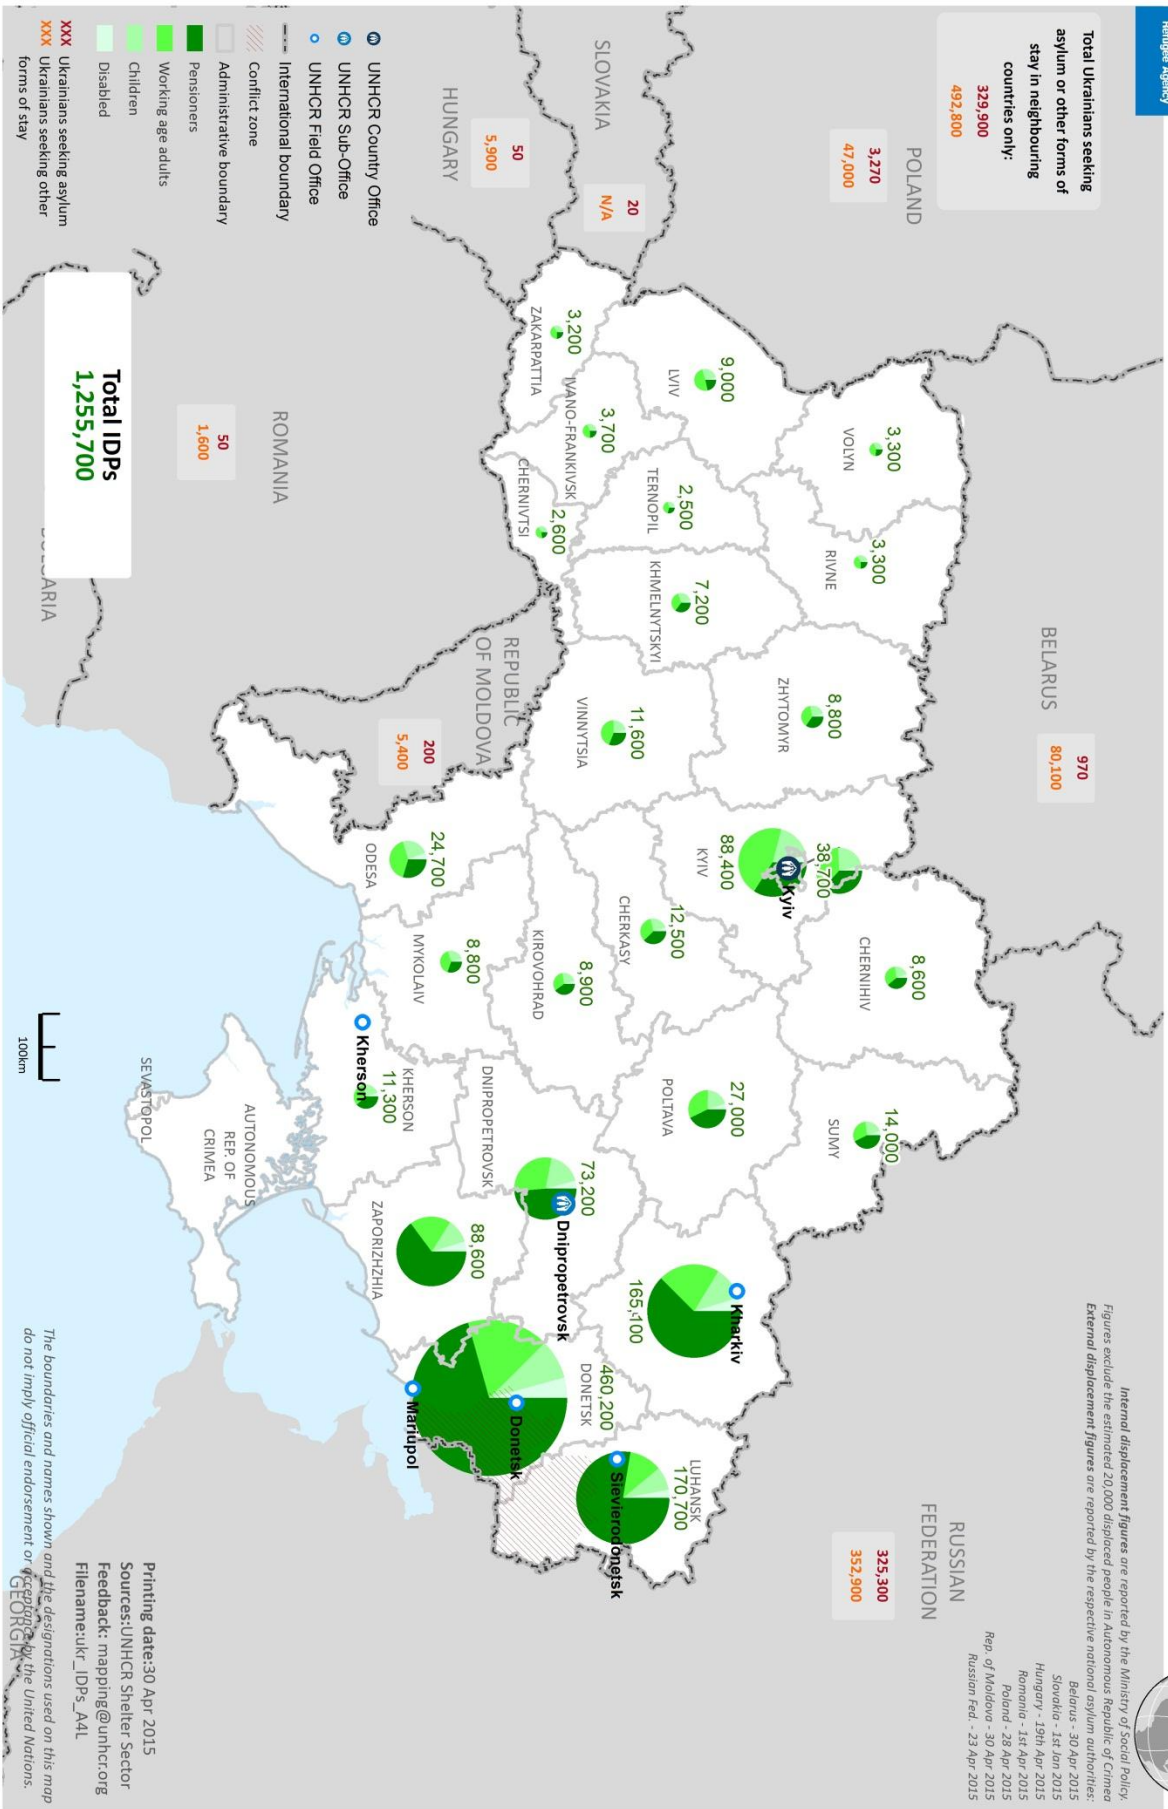 Refugee Agency
Total Ukrainians seeking
asylum or other forms of
stay in neighbouring
countries only:
329,900
492,800
POLAND
3,270
47,000
SLOVAKIA
20
N/A
HUNGARY
50
5,900
ROMANIA
50
1,600
REPUBLIC
OF MOLDOVA
200
5,400
BELARUS
970
80,100
RUSSIAN
FEDERATION
325,300
352,900
GEORGIA
Internal displacement figures are reported by the Ministry of Social Policy.
Figures exclude the estimated 20,000 displaced people in Autonomous Republic of Crimea
External displacement figures are reported by the respective national asylum authorities:
Belarus - 30 Apr 2015
Slovakia - 1st Jan 2015
Hungary - 19th Apr 2015
Romania - 1st Apr 2015
Poland - 28 Apr 2015
Rep. of Moldova - 30 Apr 2015
Russian Fed. - 23 Apr 2015
3,300
VOLYN
3,300
RIVNE
8,800
ZHYTOMYR
38,700
Kyiv
88,400
KYIV
8,600
CHERNIHIV
14,000
SUMY
9,000
LVIV
2,500
TERNOPIL
7,200
KHMELNYTSKYI
11,600
VINNYTSIA
12,500
CHERKASY
27,000
POLTAVA
Kharkiv
165,100
LUHANSK
170,700
Sievierodonetsk
3,200
ZAKARPATTIA
3,700
IVANO-FRANKIVSK
2,600
CHERNIVTSI
8,900
KIROVOHRAD
73,200
Dnipropetrovsk
DNIPROPETROVSK
460,200
DONETSK
Donetsk
Mariupol
24,700
ODESA
8,800
MYKOLAIV
Kherson
KHERSON
11,300
88,600
ZAPORIZHZHIA
AUTONOMOUS
REP. OF
CRIMEA
SEVASTOPOL
UNHCR Country Office
UNHCR Sub-Office
UNHCR Field Office
International boundary
Conflict zone
Administrative boundary
Pensioners
Working age adults
Children
Disabled
XXX Ukrainians seeking asylum
XXX Ukrainians seeking other
forms of stay
Total IDPs
1,255,700
100km
Printing date:30 Apr 2015
Sources:UNHCR Shelter Sector
Feedback: mapping@unhcr.org
Filename:ukr_IDPs_A4L
The boundaries and names shown and the designations used on this map
do not imply official endorsement or acceptance by the United Nations.